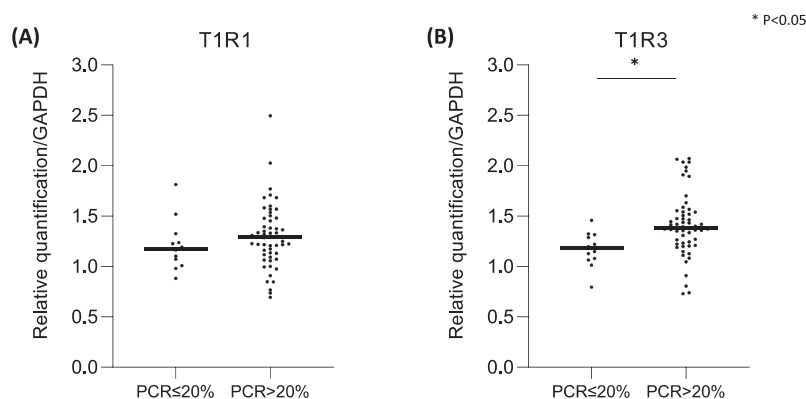 * P<0.05
(A)
T1R1
Relative quantification/GAPDH
3.0
2.5
2.0
1.5
1.0
0.5
0.0
PCR≤20% PCR>20%
(B)
T1R3
*
Relative quantification/GAPDH
3.0
2.5
2.0
1.5
1.0
0.5
0.0
PCR≤20% PCR>20%